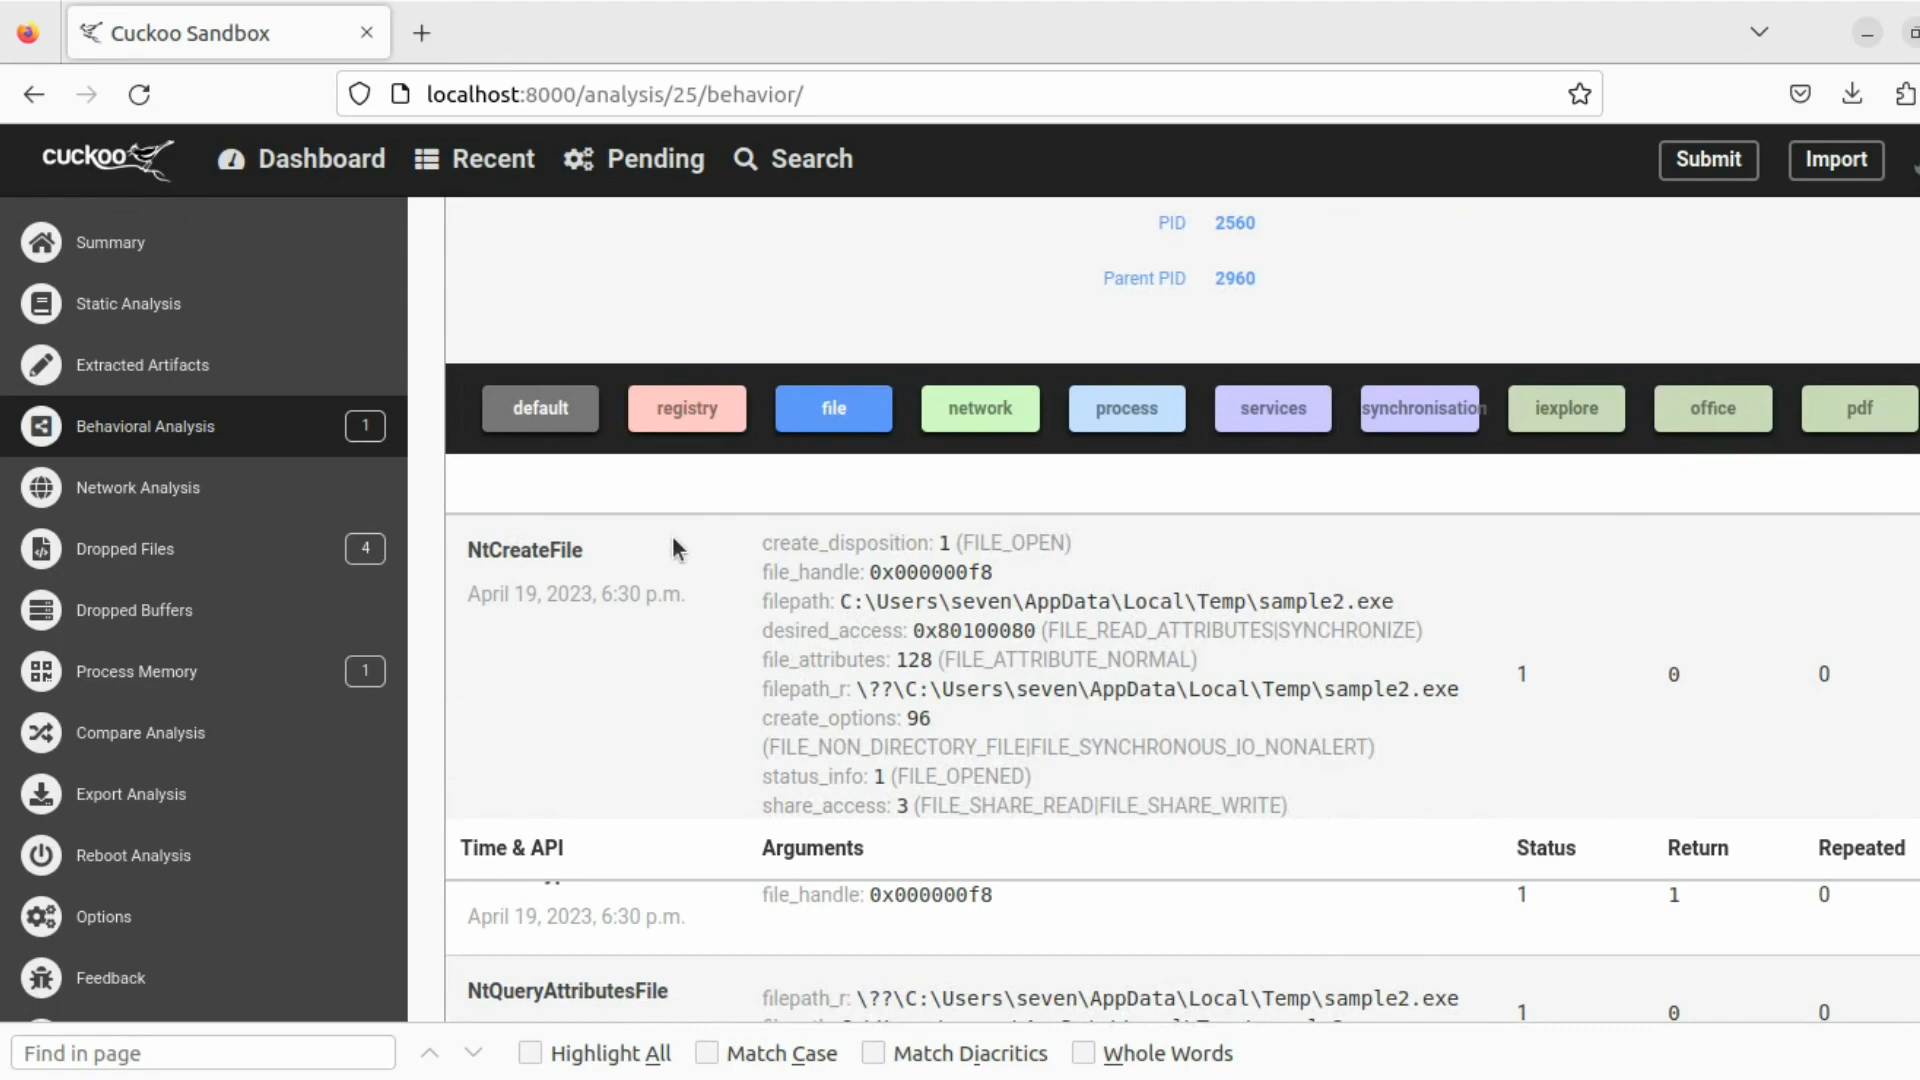 Cuckoo Sandbox
localhost:8000/analysis/25/behavior/
cuckoo
Dashboard
Recent
Pending
Search
Submit
Import
Summary
Static Analysis
Extracted Artifacts
Behavioral Analysis 1
Network Analysis
Dropped Files 4
Dropped Buffers
Process Memory 1
Compare Analysis
Export Analysis
Reboot Analysis
Options
Feedback
PID 2560
Parent PID 2960
default registry file network process services synchronisation iexplore office pdf
NtCreateFile
April 19, 2023, 6:30 p.m.
create_disposition: 1 (FILE_OPEN)
file_handle: 0x000000f8
filepath: C:\Users\seven\AppData\Local\Temp\sample2.exe
desired_access: 0x80100080 (FILE_READ_ATTRIBUTES|SYNCHRONIZE)
file_attributes: 128 (FILE_ATTRIBUTE_NORMAL)
filepath_r: \??\C:\Users\seven\AppData\Local\Temp\sample2.exe
create_options: 96
(FILE_NON_DIRECTORY_FILE|FILE_SYNCHRONOUS_IO_NONALERT)
status_info: 1 (FILE_OPENED)
share_access: 3 (FILE_SHARE_READ|FILE_SHARE_WRITE)
1 0 0
Time & API Arguments Status Return Repeated
April 19, 2023, 6:30 p.m.
file_handle: 0x000000f8
1 1 0
NtQueryAttributesFile
filepath_r: \??\C:\Users\seven\AppData\Local\Temp\sample2.exe
1 0 0
Find in page
Highlight All
Match Case
Match Diacritics
Whole Words